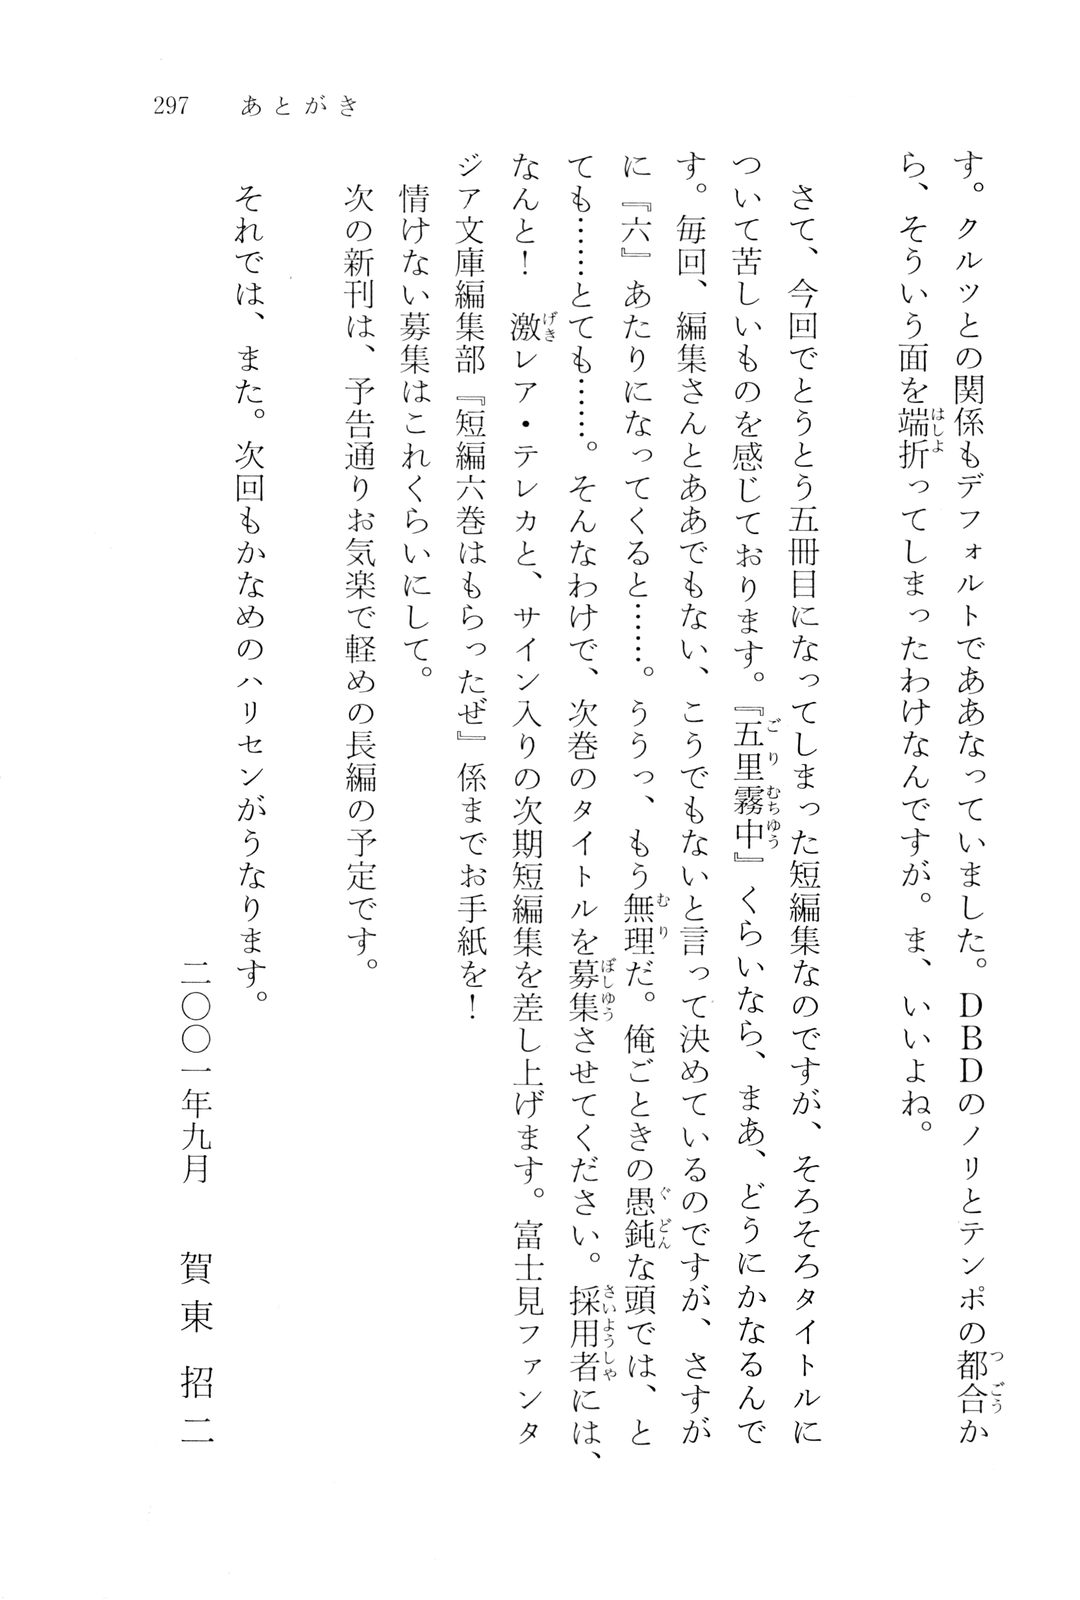 297　あとがき
す。クルツとの関係もデフォルトでああなっていました。DBDのノリとテンポの都合か
ら、そういう面を端折ってしまったわけなんですが。ま、いいよね。
さて、今回でとうとう五冊目になってしまった短編集なのですが、そろそろタイトルに
ついて苦しいものを感じております。『五里霧中』くらいなら、まあ、どうにかなるんで
す。毎回、編集さんとああでもない、こうでもないと言って決めているのですが、さすが
に『六』あたりになってくると……。ううっ、もう無理だ。俺ごときの愚鈍な頭では、と
ても……とても……。そんなわけで、次巻のタイトルを募集させてください。採用者には、
なんと！　激レア・テレカと、サイン入りの次期短編集を差し上げます。富士見ファンタ
ジア文庫編集部『短編六巻はもらったぜ』係までお手紙を！
情けない募集はこれくらいにして。
次の新刊は、予告通りお気楽で軽めの長編の予定です。
それでは、また。次回もかなめのハリセンがうなります。
二〇〇一年九月　賀東招二